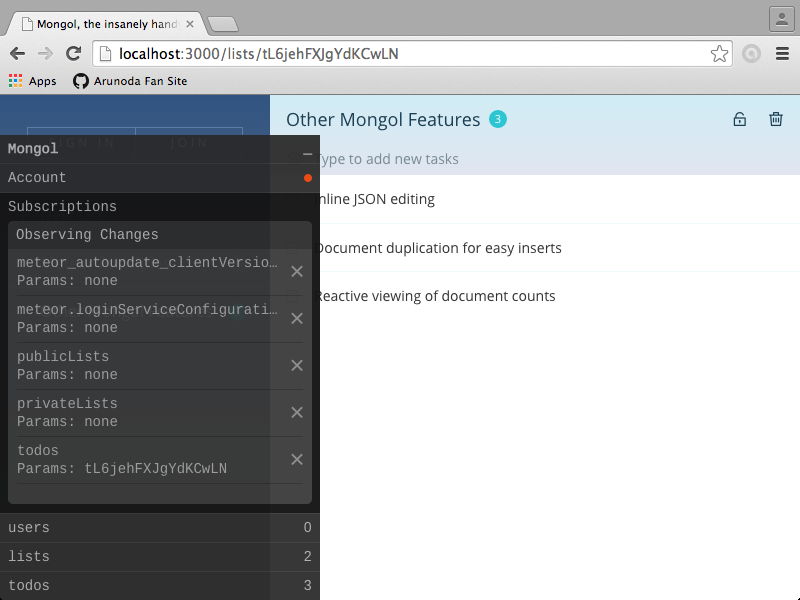 Mongol, the insanely hand
localhost:3000/lists/tL6jehFXJgYdKCwLN
Apps
Arunoda Fan Site
SIGN IN
JOIN
Other Mongol Features 3
Type to add new tasks
Inline JSON editing
Document duplication for easy inserts
Reactive viewing of document counts
Mongol
Account
Subscriptions
Observing Changes
meteor_autoupdate_clientVersio…
Params: none
meteor.loginServiceConfigurati…
Params: none
publicLists
Params: none
privateLists
Params: none
todos
Params: tL6jehFXJgYdKCwLN
users 0
lists 2
todos 3